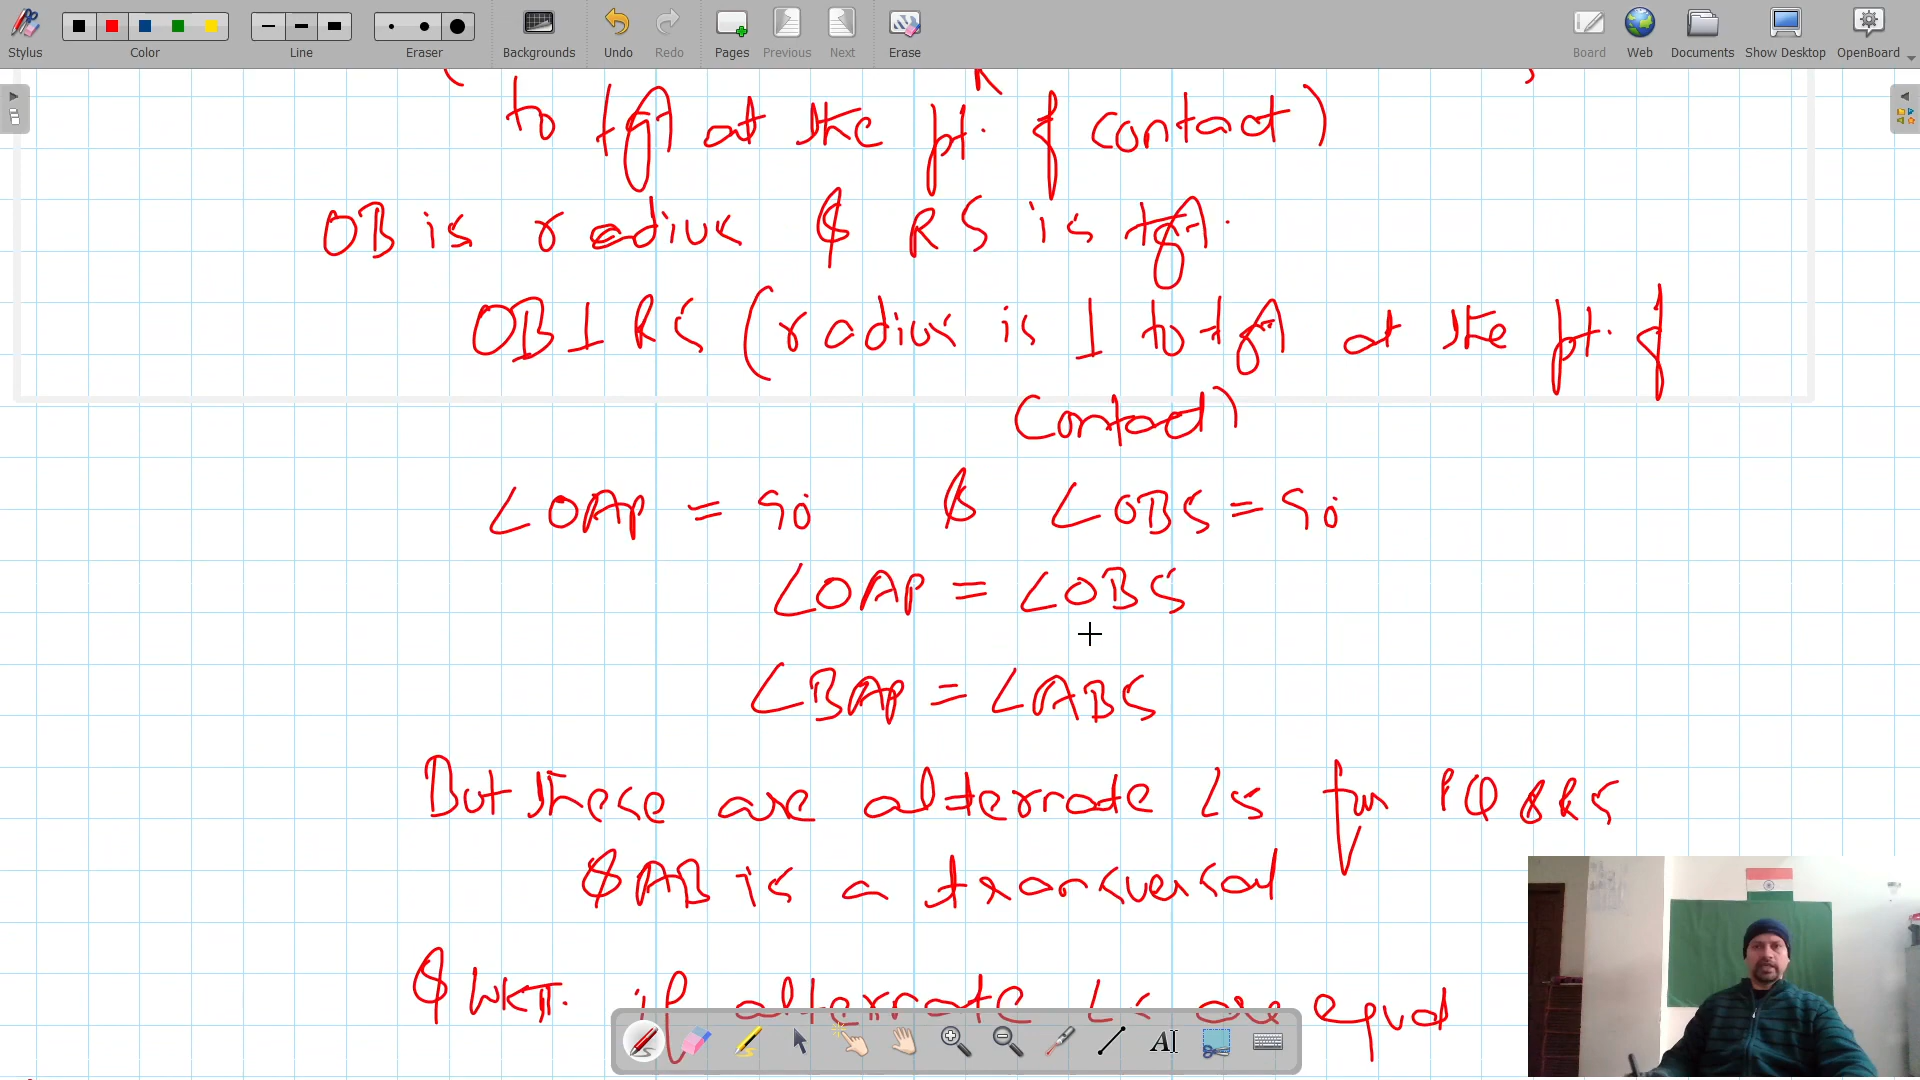 Stylus Color Line Eraser Backgrounds Undo Redo Pages Previous Next Erase Board Web Documents Show Desktop OpenBoard
to tgt at the pt. of contact)
OB is radius & RS is tgt.
OB ⊥ RS (radius is ⊥ to tgt at the pt. of
contact)
∠OAP = 90 & ∠OBS = 90
∠OAP = ∠OBS
∠BAP = ∠ABS
But these are alternate ∠s for PQ & RS
& AB is a transversal
& WKT. if alternate ∠s are equal